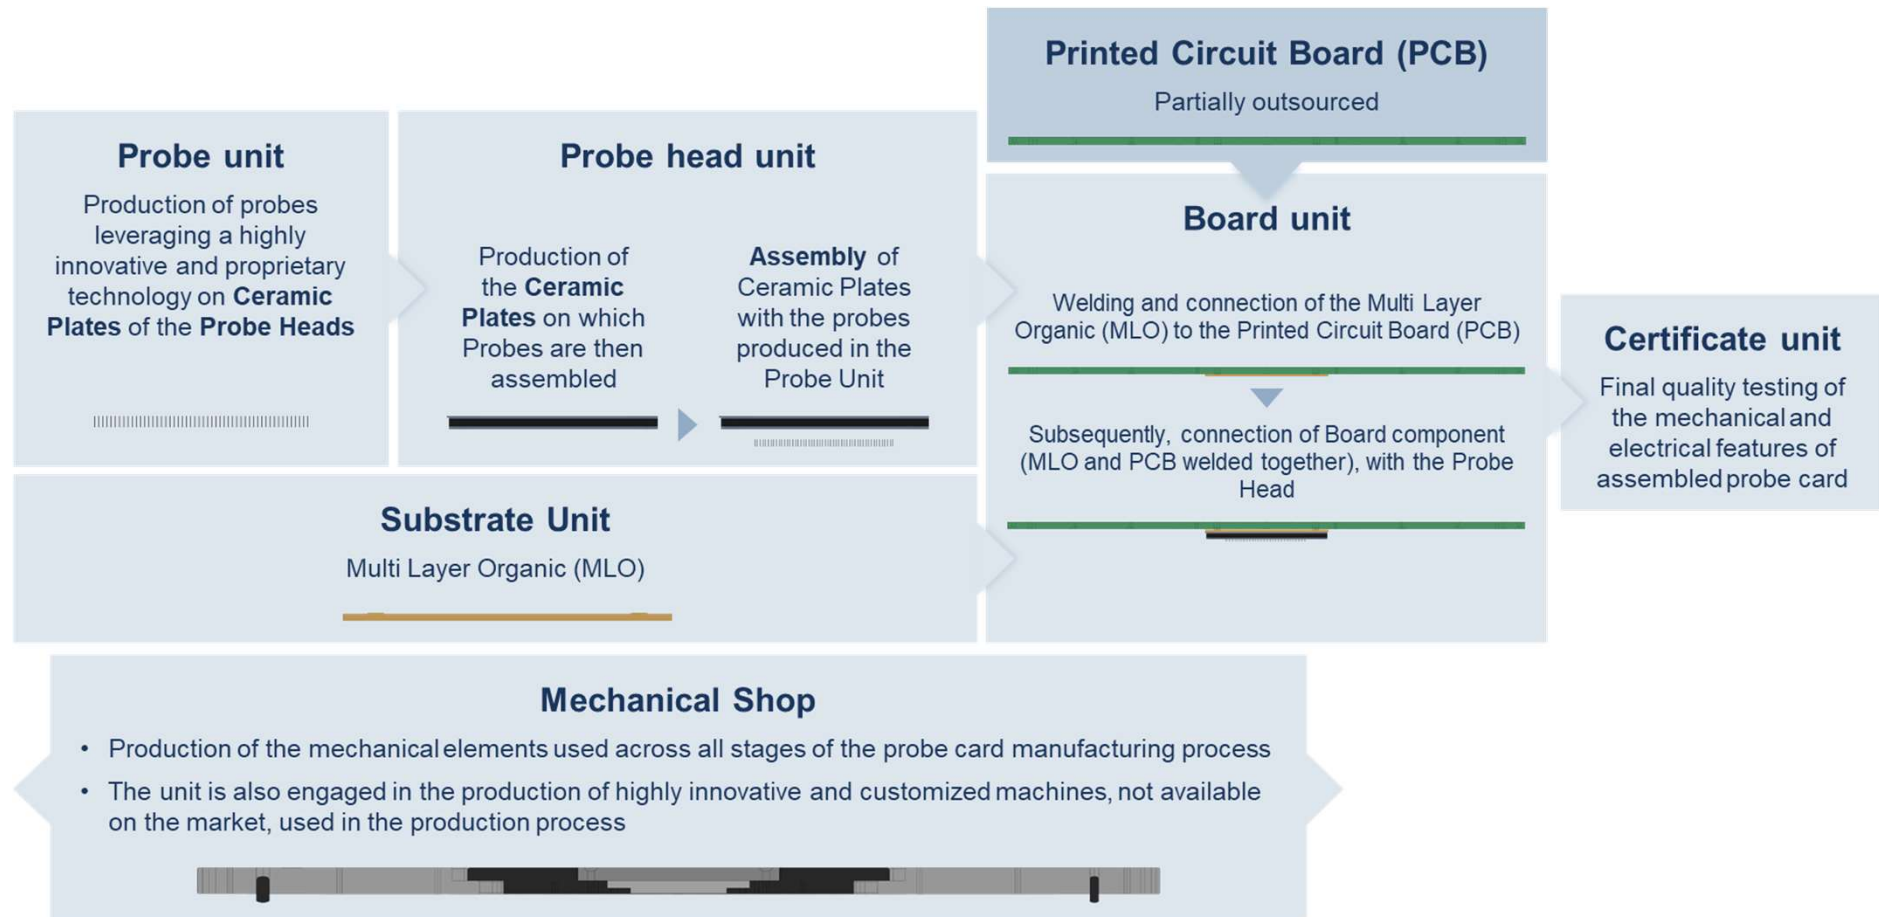 Printed Circuit Board (PCB)
Partially outsourced
Probe unit
Production of probes
leveraging a highly
innovative and proprietary
technology on Ceramic
Plates of the Probe Heads
Probe head unit
Production of
the Ceramic
Plates on which
Probes are then
assembled
Assembly of
Ceramic Plates
with the probes
produced in the
Probe Unit
Board unit
Welding and connection of the Multi Layer
Organic (MLO) to the Printed Circuit Board (PCB)
Subsequently, connection of Board component
(MLO and PCB welded together), with the Probe
Head
Certificate unit
Final quality testing of
the mechanical and
electrical features of
assembled probe card
Substrate Unit
Multi Layer Organic (MLO)
Mechanical Shop
• Production of the mechanical elements used across all stages of the probe card manufacturing process
• The unit is also engaged in the production of highly innovative and customized machines, not available
on the market, used in the production process